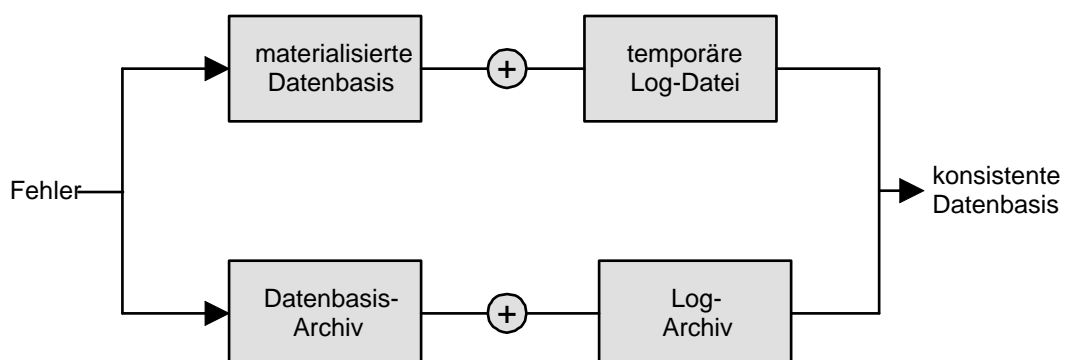 materialisierte
Datenbasis
+
temporäre
Log-Datei
Fehler
konsistente
Datenbasis
Datenbasis-
Archiv
+
Log-
Archiv